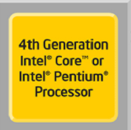 4th Generation
Intel® Core™ or
Intel® Pentium®
Processor